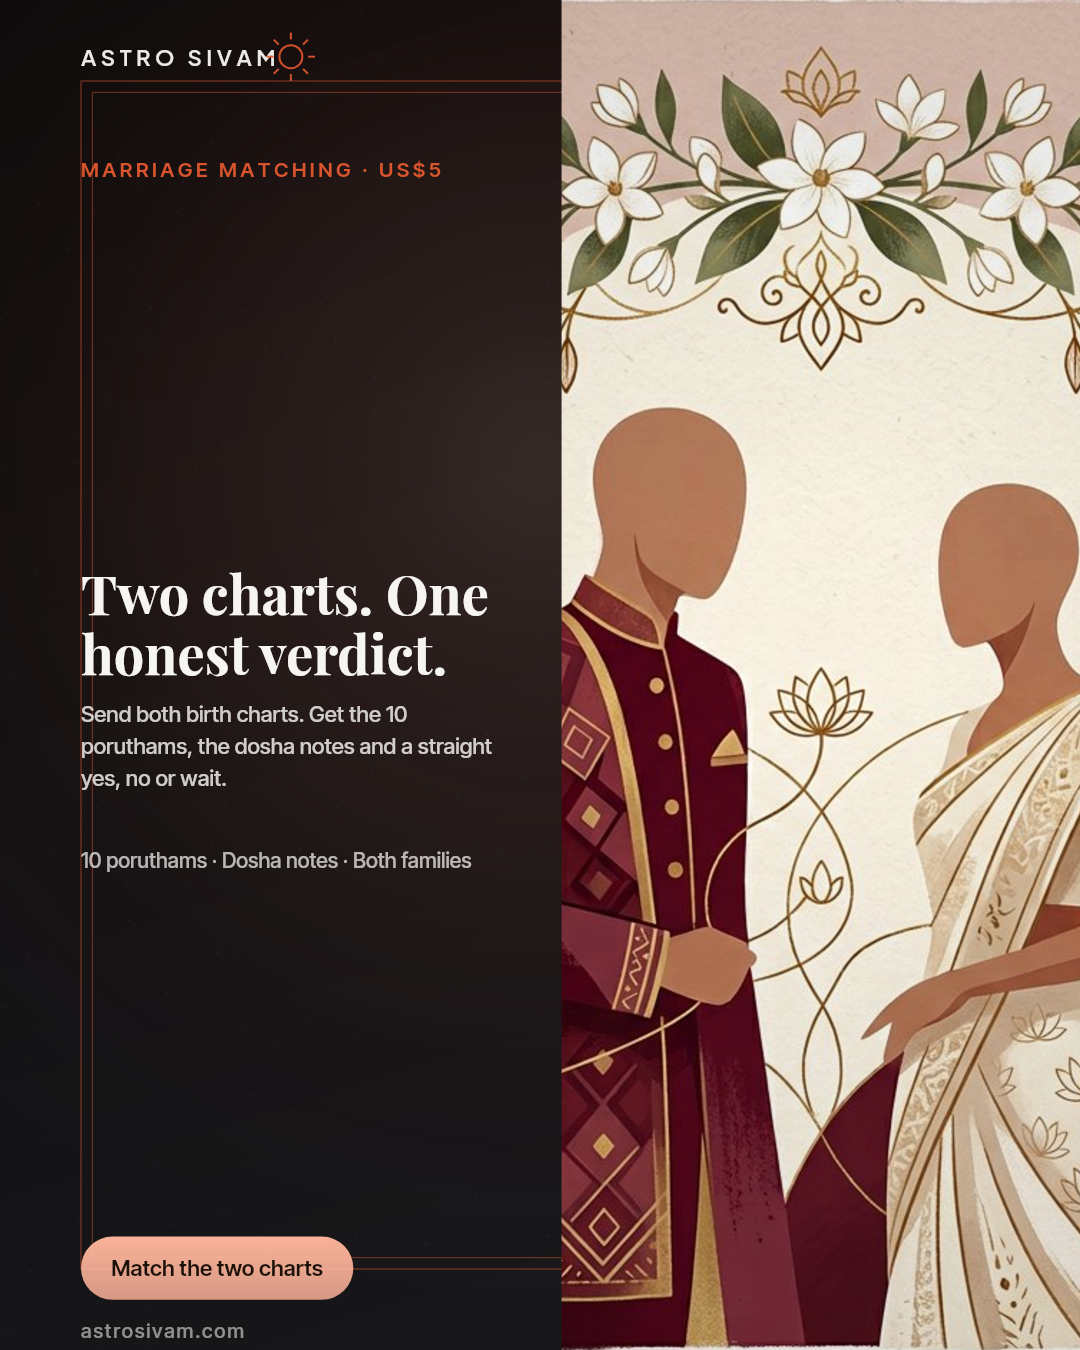 ASTRO SIVAM
MARRIAGE MATCHING · US$5
Two charts. One
honest verdict.
Send both birth charts. Get the 10
poruthams, the dosha notes and a straight
yes, no or wait.
10 poruthams · Dosha notes · Both families
Match the two charts
astrosivam.com